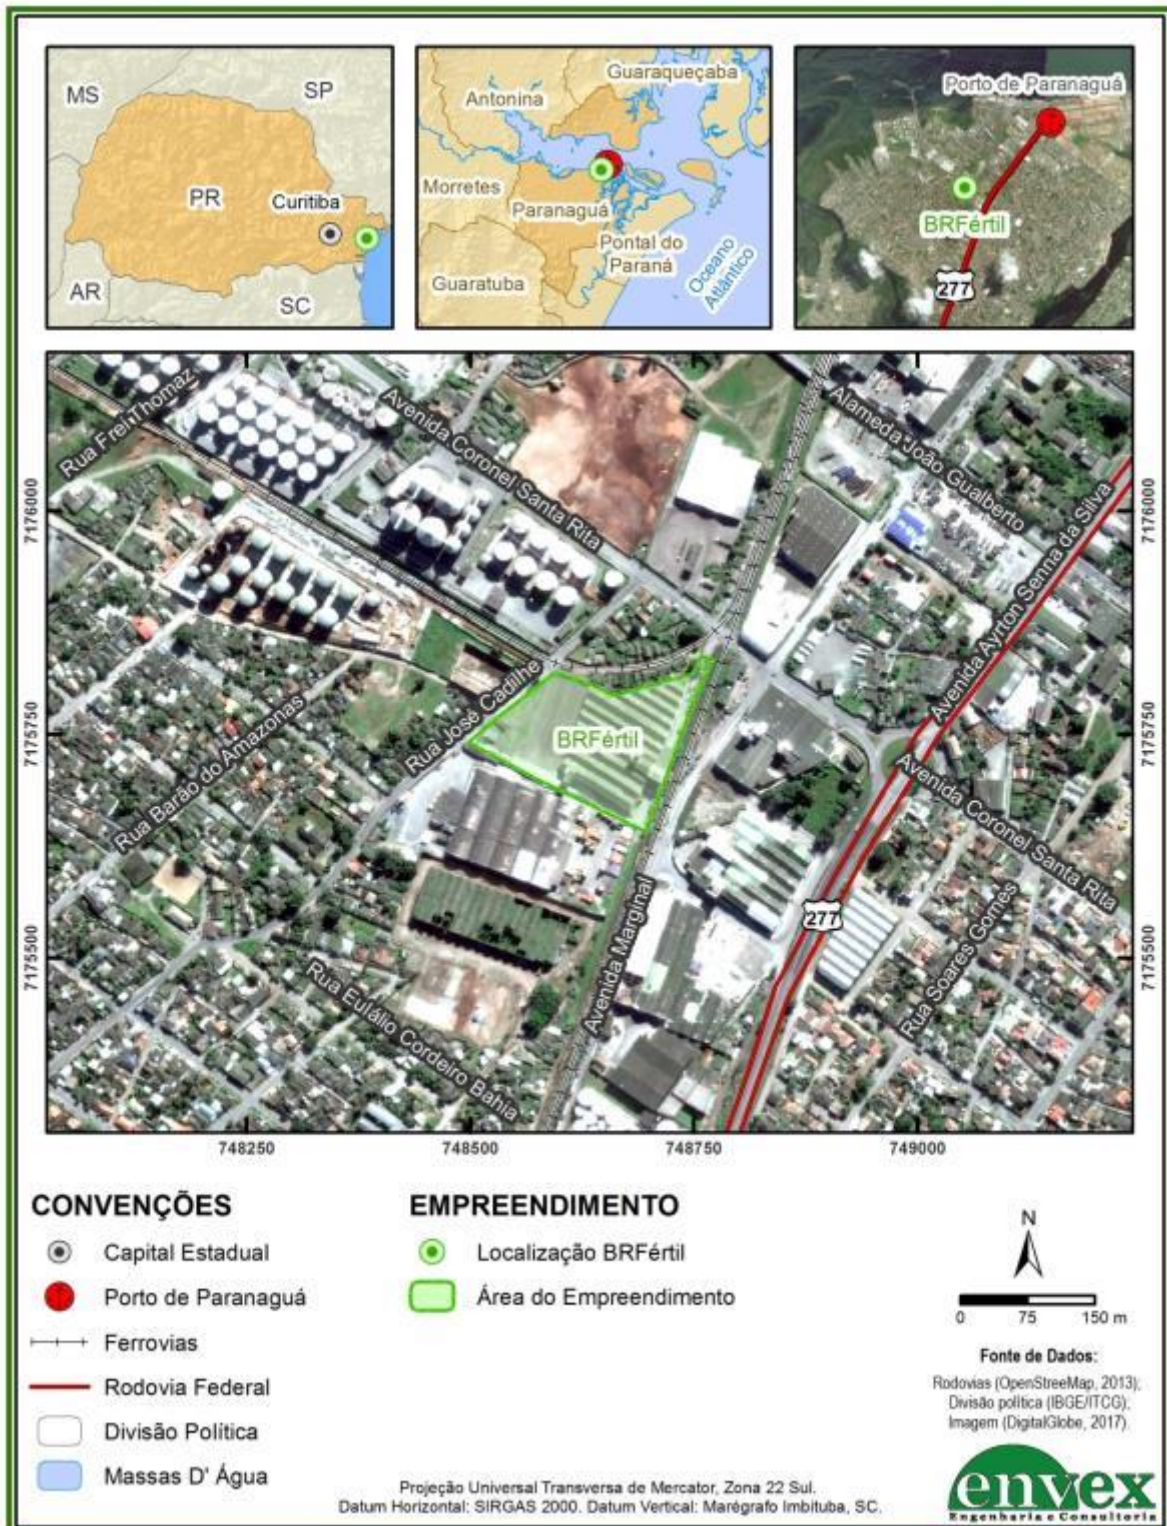 MS
SP
PR
Curitiba
AR
SC
Guaraqueçaba
Antonina
Morretes
Paranaguá
Pontal do
Paraná
Guaratuba
Oceano
Atlântico
Porto de Paranaguá
BRFértil
277
Rua Frei Thomaz
Avenida Coronel Santa Rita
Alameda João Gualberto
Avenida Ayrton Senna da Silva
Rua José Cadilhe
Rua Barão do Amazonas
BRFértil
Avenida Coronel Santa Rita
277
Rua Soares Gomes
Avenida Marginal
Rua Eulálio Cordeiro Bahia
7176000
7175750
7175500
7176000
7175750
7175500
748250
748500
748750
749000
CONVENÇÕES
Capital Estadual
Porto de Paranaguá
Ferrovias
Rodovia Federal
Divisão Política
Massas D' Água
EMPREENDIMENTO
Localização BRFértil
Área do Empreendimento
N
0 75 150 m
Fonte de Dados:
Rodovias (OpenStreeMap, 2013);
Divisão política (IBGE/ITCG);
Imagem (DigitalGlobe, 2017).
Projeção Universal Transversa de Mercator, Zona 22 Sul.
Datum Horizontal: SIRGAS 2000. Datum Vertical: Marégrafo Imbituba, SC.
envex
Engenharia e Consultoria